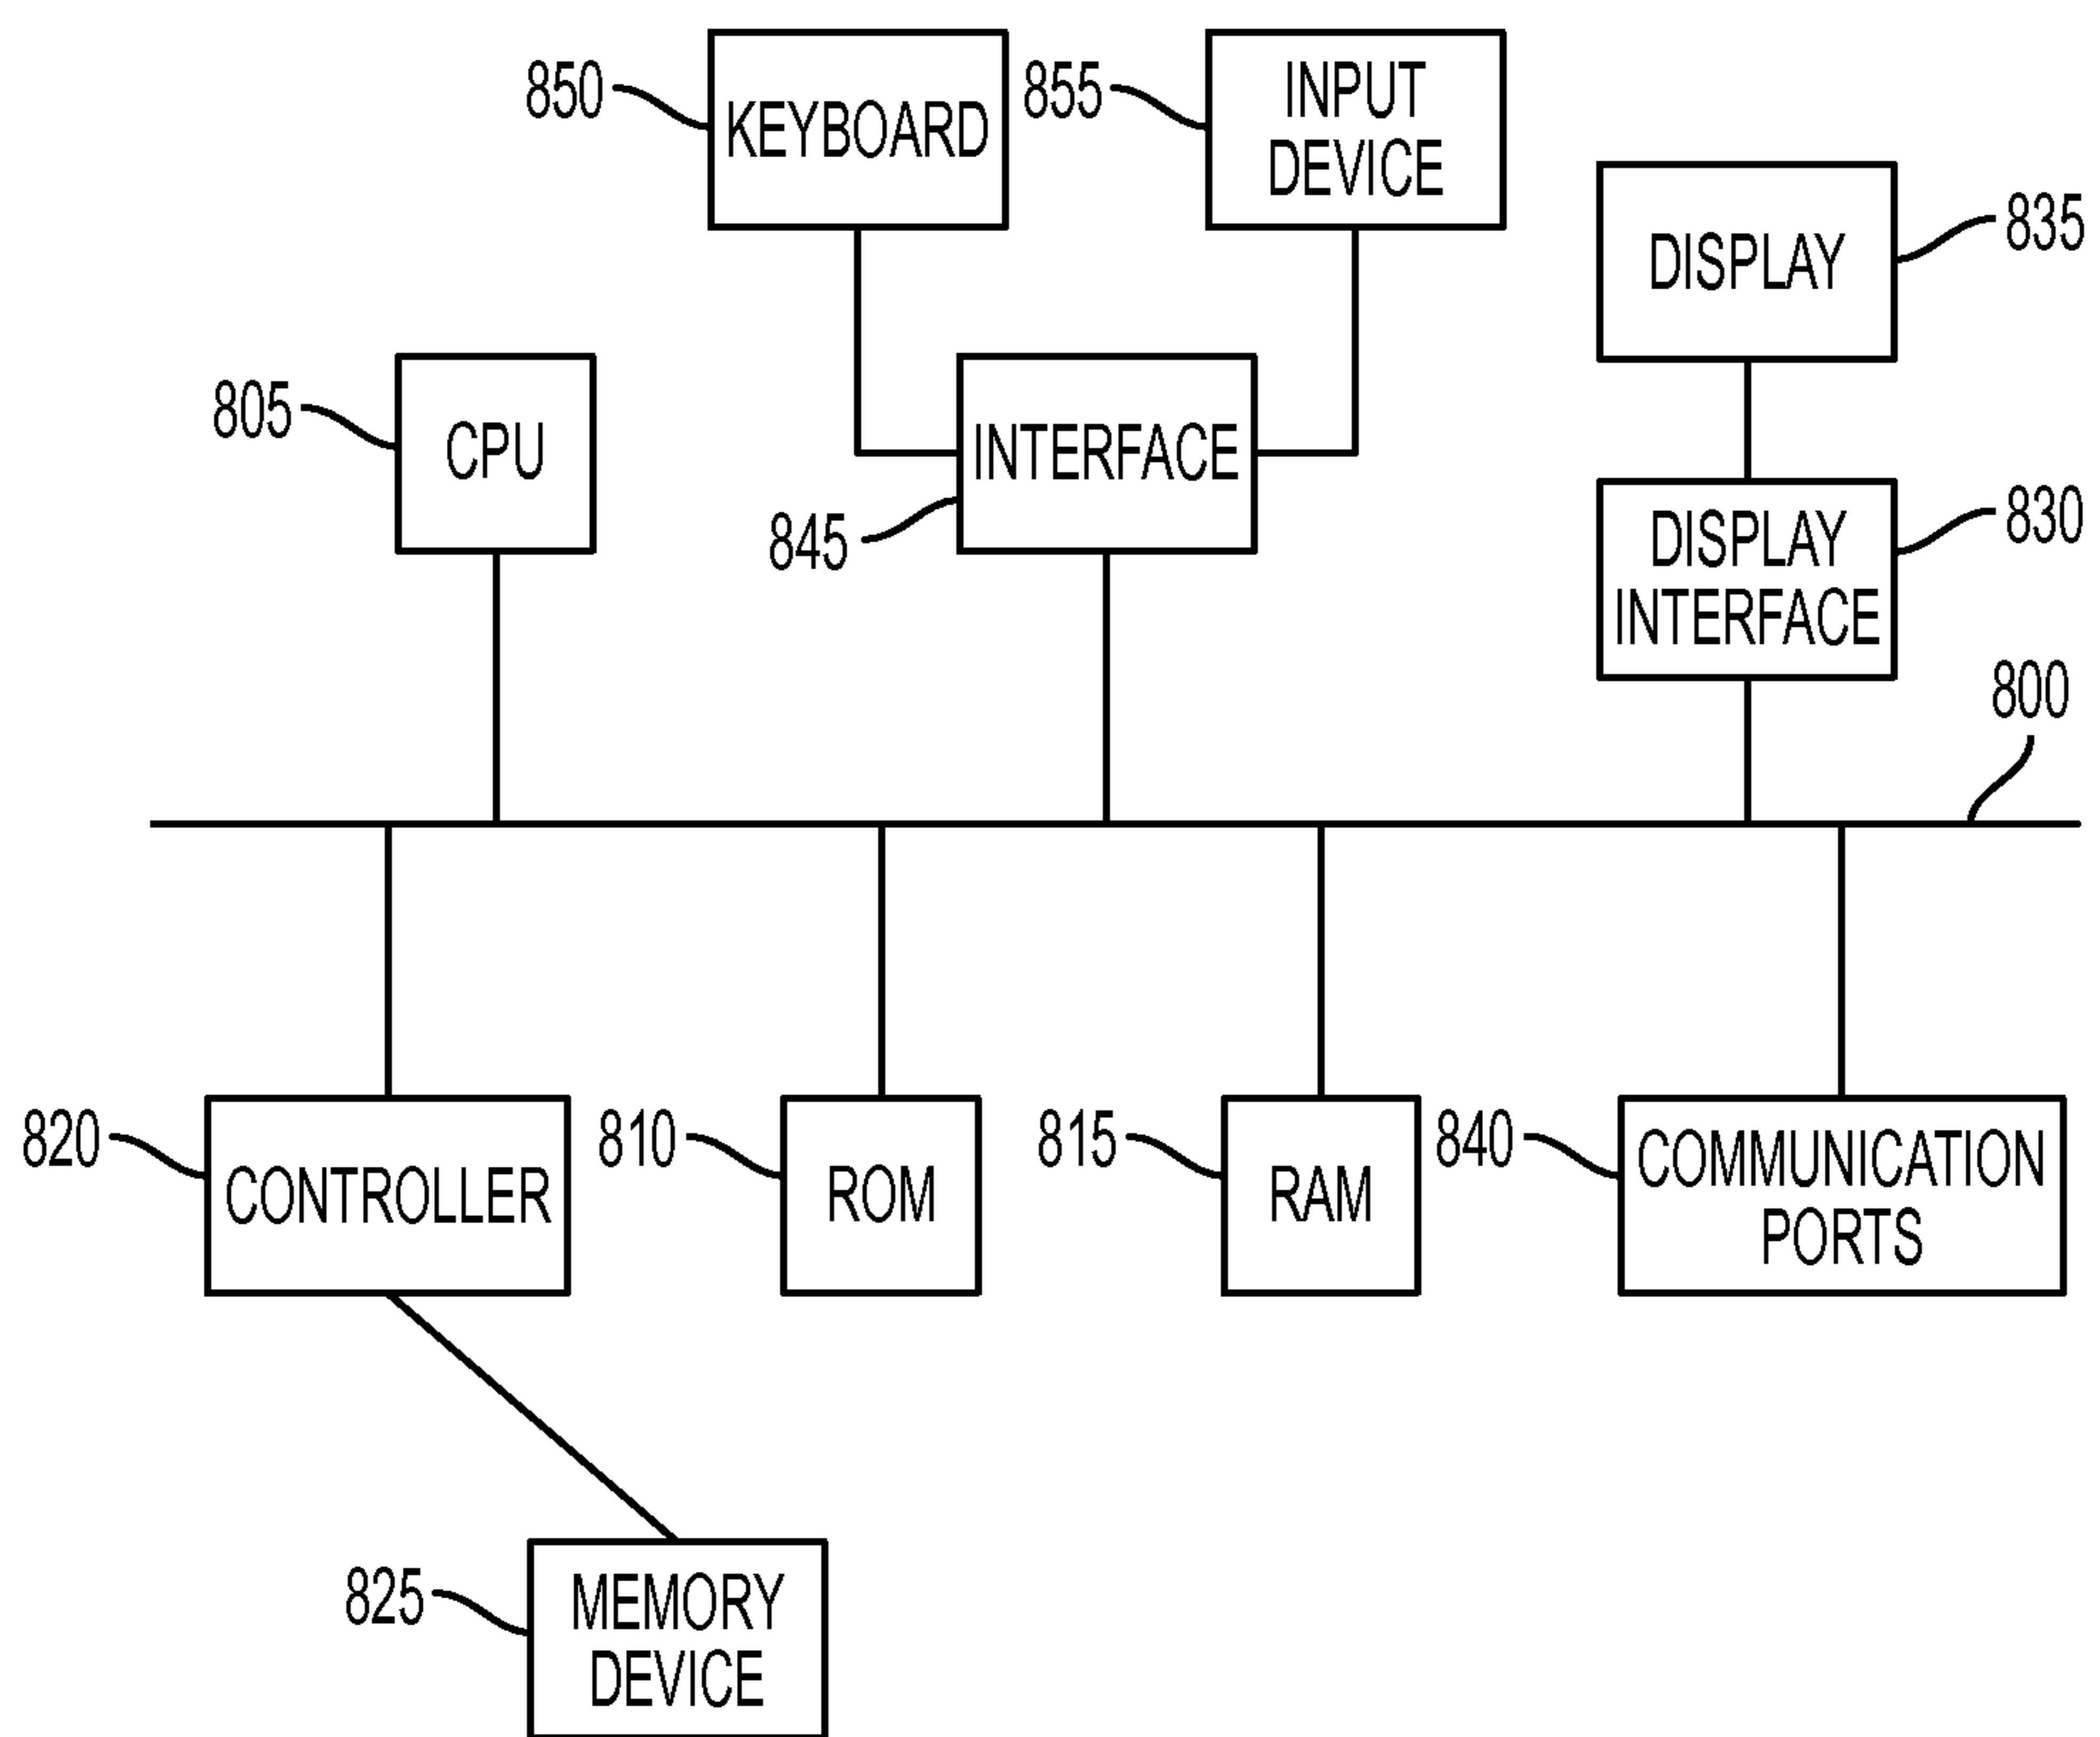 850
KEYBOARD
855
INPUT
DEVICE
DISPLAY
835
805
CPU
INTERFACE
845
DISPLAY
INTERFACE
830
800
820
CONTROLLER
810
ROM
815
RAM
840
COMMUNICATION
PORTS
825
MEMORY
DEVICE